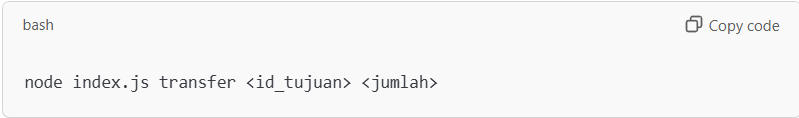 bash
Copy code
node index.js transfer <id_tujuan> <jumlah>